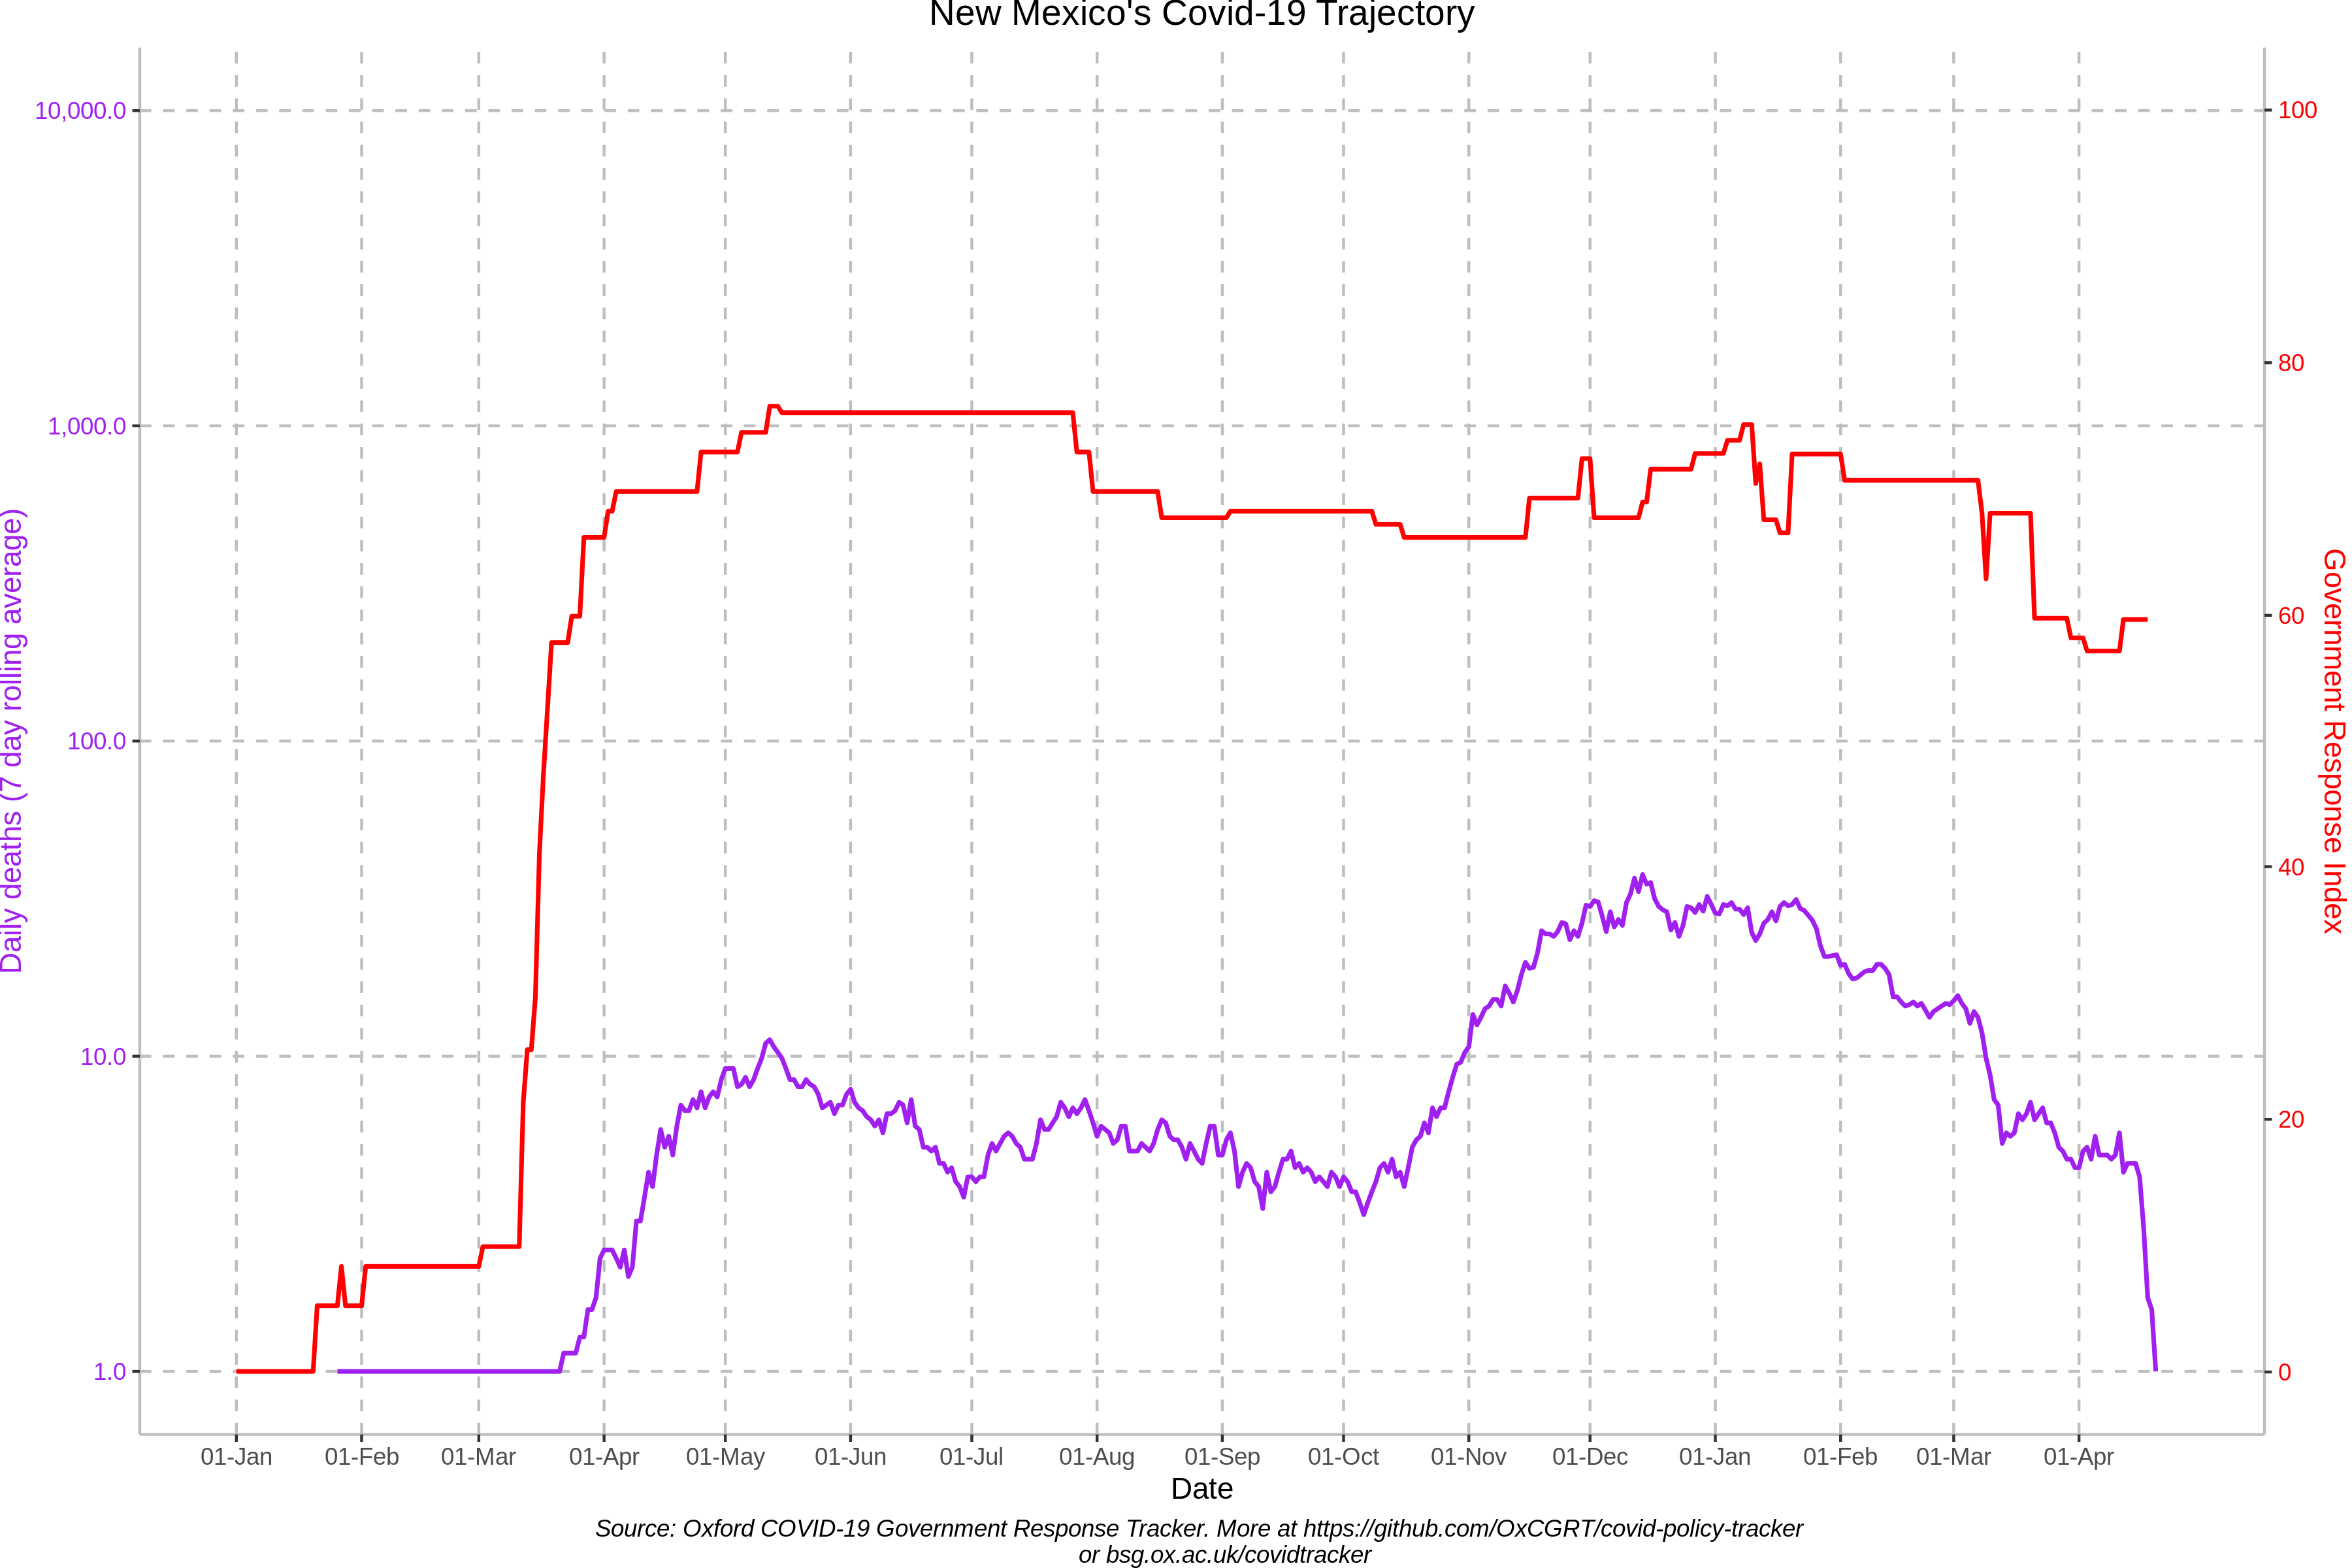 New Mexico's Covid-19 Trajectory
10,000.0
1,000.0
100.0
10.0
1.0
Daily deaths (7 day rolling average)
100
80
60
40
20
0
Government Response Index
01-Jan 01-Feb 01-Mar 01-Apr 01-May 01-Jun 01-Jul 01-Aug 01-Sep 01-Oct 01-Nov 01-Dec 01-Jan 01-Feb 01-Mar 01-Apr
Date
Source: Oxford COVID-19 Government Response Tracker. More at https://github.com/OxCGRT/covid-policy-tracker
or bsg.ox.ac.uk/covidtracker